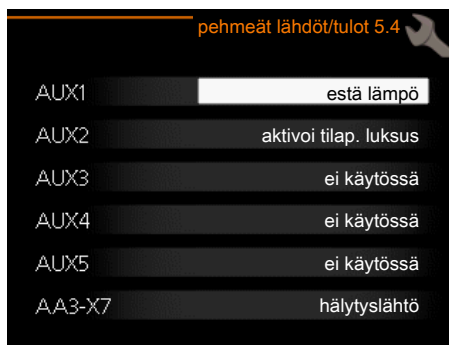 pehmeät lähdöt/tulot 5.4
AUX1 estä lämpö
AUX2 aktivoi tilap. luksus
AUX3 ei käytössä
AUX4 ei käytössä
AUX5 ei käytössä
AA3-X7 hälytyslähtö